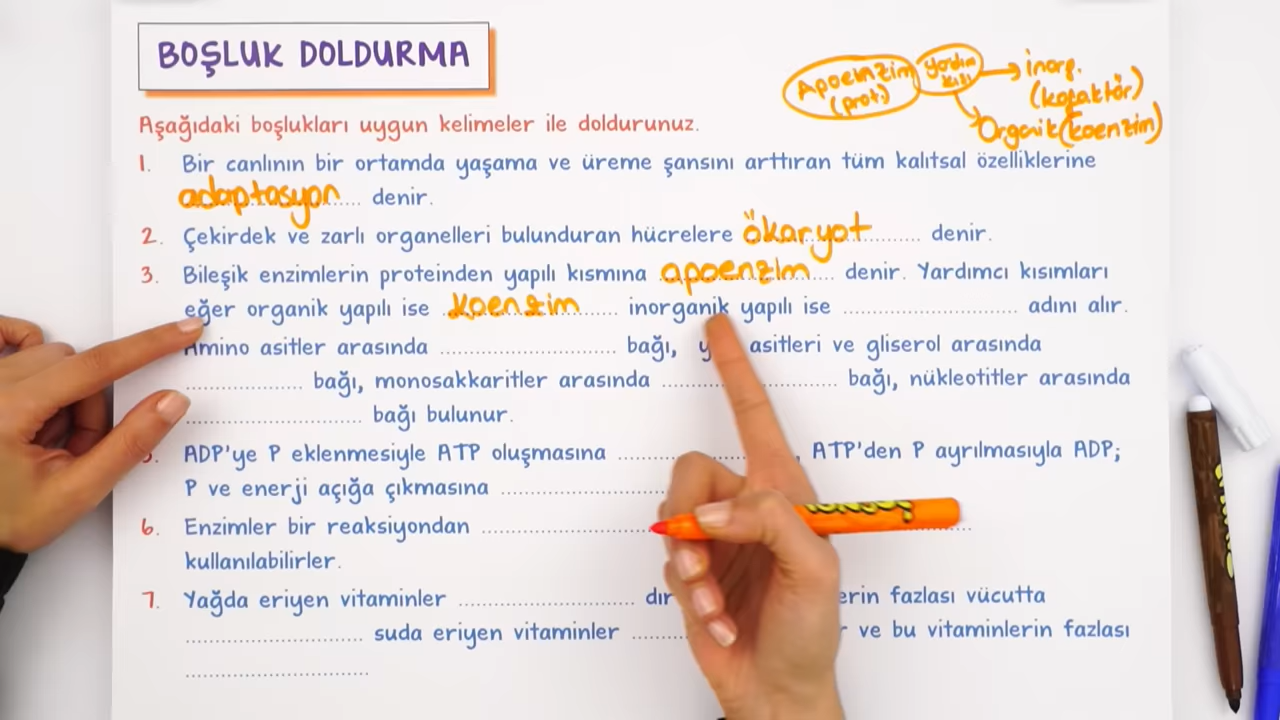 BOŞLUK DOLDURMA
Apoenzim
(prot.)
yardım
inorg.
(kofaktör)
Organik (koenzim)
Aşağıdaki boşlukları uygun kelimeler ile doldurunuz.
1. Bir canlının bir ortamda yaşama ve üreme şansını arttıran tüm kalıtsal özelliklerine
adaptasyon denir.
2. Çekirdek ve zarlı organelleri bulunduran hücrelere ökaryot denir.
3. Bileşik enzimlerin proteinden yapılı kısmına apoenzim denir. Yardımcı kısımları
eğer organik yapılı ise koenzim inorganik yapılı ise .................... adını alır.
Amino asitler arasında .................... bağı, asitleri ve gliserol arasında
.................... bağı, monosakkaritler arasında .................... bağı, nükleotitler arasında
.................... bağı bulunur.
ADP'ye P eklenmesiyle ATP oluşmasına .................... , ATP'den P ayrılmasıyla ADP;
P ve enerji açığa çıkmasına ....................
6. Enzimler bir reaksiyondan ....................
kullanılabilirler.
7. Yağda eriyen vitaminler .................... dır fazlası vücutta
.................... suda eriyen vitaminler .................... ve bu vitaminlerin fazlası
....................